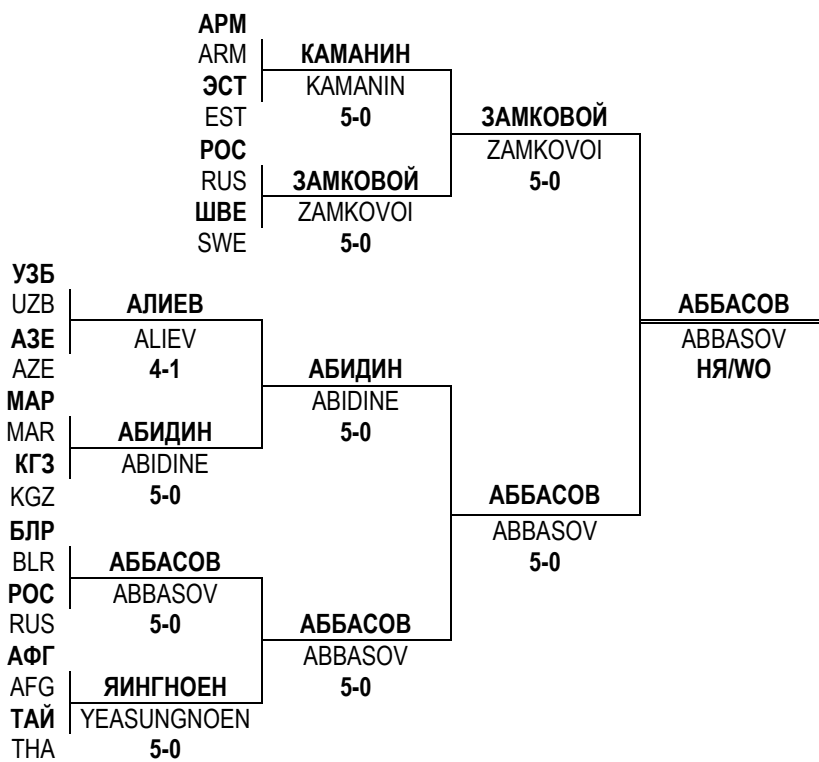 АРМ
ARM
КАМАНИН
ЭСТ
KAMANIN
EST
5-0
ЗАМКОВОЙ
РОС
ZAMKOVOI
RUS
ЗАМКОВОЙ
5-0
ШВЕ
ZAMKOVOI
SWE
5-0
УЗБ
UZB
АЛИЕВ
АББАСОВ
АЗЕ
ALIEV
ABBASOV
AZE
4-1
АБИДИН
НЯ/WO
МАР
ABIDINE
MAR
АБИДИН
5-0
КГЗ
ABIDINE
KGZ
5-0
АББАСОВ
БЛР
ABBASOV
BLR
АББАСОВ
5-0
РОС
ABBASOV
RUS
5-0
АББАСОВ
АФГ
ABBASOV
AFG
ЯИНГНОЕН
5-0
ТАЙ
YEASUNGNOEN
THA
5-0